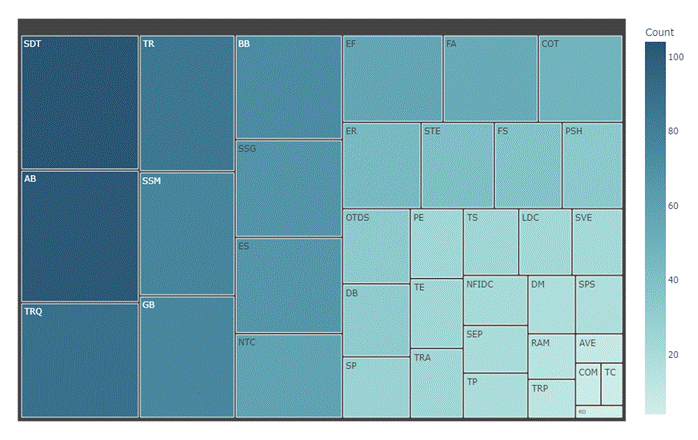 SDT
TR
BB
EF
FA
COT
Count
100
ER
STE
FS
PSH
80
SSG
AB
SSM
60
OTDS
PE
TS
LDC
SVE
ES
NFIDC
DM
SPS
40
DB
TE
TRQ
GB
SEP
RAM
AVE
NTC
TRA
20
SP
COM
TC
TP
TRP